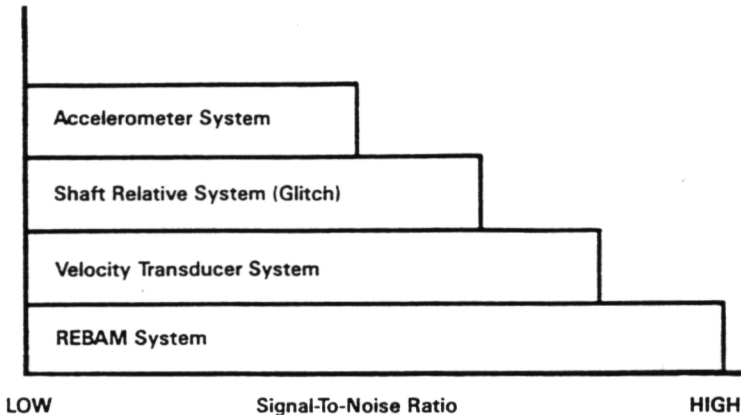 Accelerometer System
Shaft Relative System (Glitch)
Velocity Transducer System
REBAM System
LOW Signal-To-Noise Ratio HIGH